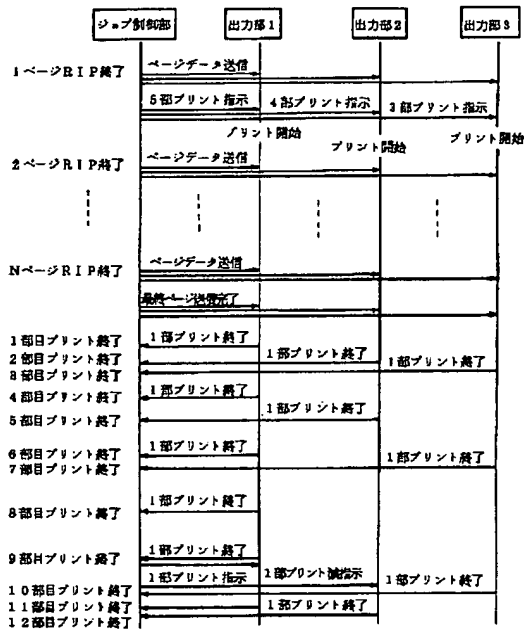 ジョブ制御部 出力部1 出力部2 出力部3
ページデータ送信
1ページRIP終了
5部プリント指示 4部プリント指示 3部プリント指示
プリント開始 プリント開始 プリント開始
ページデータ送信
2ページRIP終了
ページデータ送信
NページRIP終了
最終ページ送信完了
1部目プリント終了 1部プリント終了
2部目プリント終了 1部プリント終了 1部プリント終了
3部目プリント終了
4部目プリント終了 1部プリント終了
5部目プリント終了 1部プリント終了
6部目プリント終了 1部プリント終了 1部プリント終了
7部目プリント終了
8部目プリント終了 1部プリント終了
9部目プリント終了 1部プリント終了
1部プリント指示 1部プリント減指示 1部プリント終了
10部目プリント終了
11部目プリント終了 1部プリント終了
12部目プリント終了